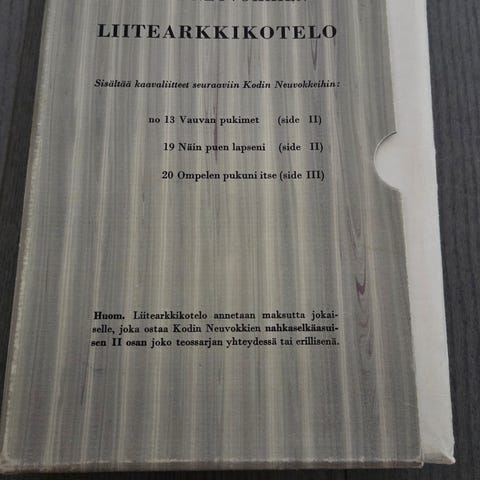 LIITEARKKIKOTELO
Sisältää kaavaliitteet seuraaviin Kodin Neuvokkeihin:
no 13 Vauvan pukimet (side II)
19 Näin puen lapseni (side II)
20 Ompelen pukuni itse (side III)
Huom. Liitearkkikotelo annetaan maksutta jokai-
selle, joka ostaa Kodin Neuvokkien nahkaselkäasui-
sen II osan joko teossarjan yhteydessä tai erillisenä.